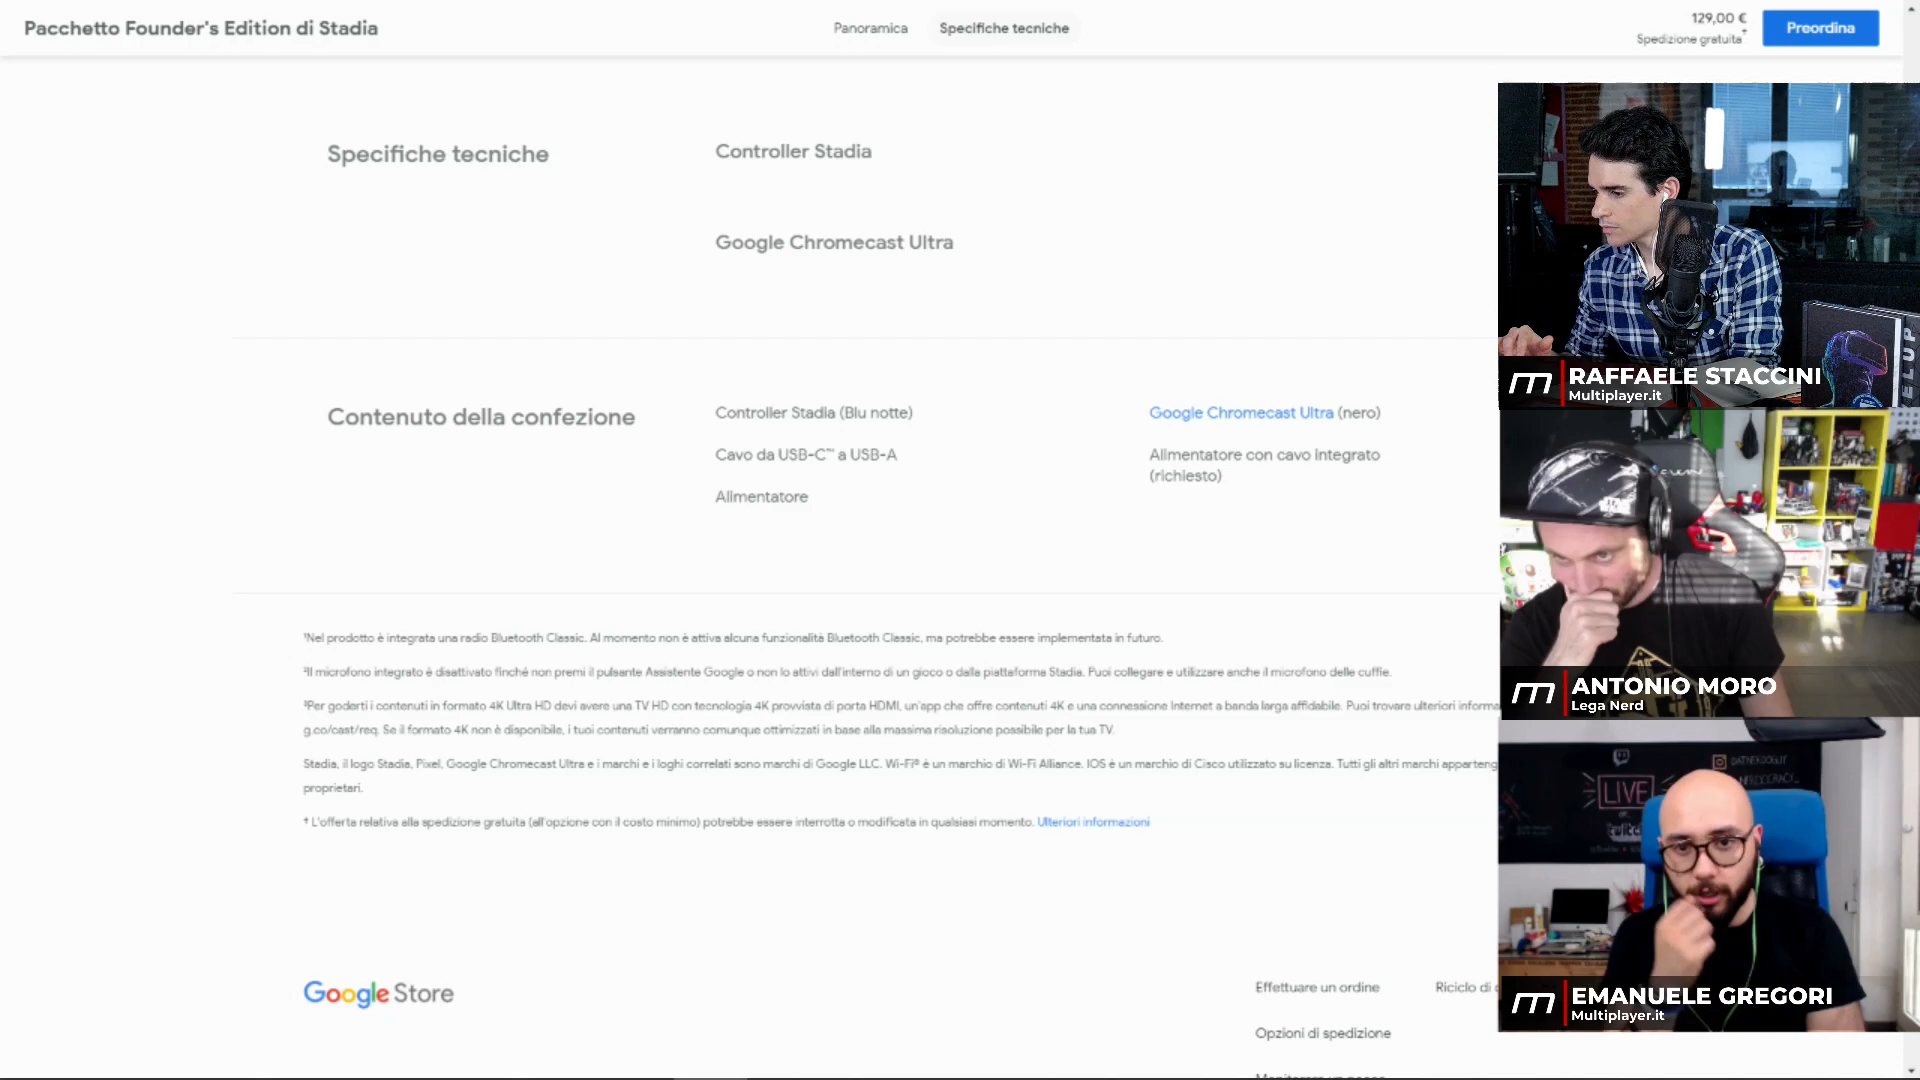 Pacchetto Founder's Edition di Stadia
Panoramica
Specifiche tecniche
129,00 €
Spedizione gratuita†
Preordina
Specifiche tecniche
Controller Stadia
Google Chromecast Ultra
Contenuto della confezione
Controller Stadia (Blu notte)
Cavo da USB-C™ a USB-A
Alimentatore
Google Chromecast Ultra (nero)
Alimentatore con cavo integrato
(richiesto)
¹Nel prodotto è integrata una radio Bluetooth Classic. Al momento non è attiva alcuna funzionalità Bluetooth Classic, ma potrebbe essere implementata in futuro.
²Il microfono integrato è disattivato finché non premi il pulsante Assistente Google o non lo attivi dall'interno di un gioco o dalla piattaforma Stadia. Puoi collegare e utilizzare anche il microfono delle cuffie.
³Per goderti i contenuti in formato 4K Ultra HD devi avere una TV HD con tecnologia 4K provvista di porta HDMI, un'app che offre contenuti 4K e una connessione Internet a banda larga affidabile. Puoi trovare ulteriori informa
g.co/cast/req. Se il formato 4K non è disponibile, i tuoi contenuti verranno comunque ottimizzati in base alla massima risoluzione possibile per la tua TV.
Stadia, il logo Stadia, Pixel, Google Chromecast Ultra e i marchi e i loghi correlati sono marchi di Google LLC. Wi-Fi® è un marchio di Wi-Fi Alliance. IOS è un marchio di Cisco utilizzato su licenza. Tutti gli altri marchi apparteng
proprietari.
† L'offerta relativa alla spedizione gratuita (all'opzione con il costo minimo) potrebbe essere interrotta o modificata in qualsiasi momento. Ulteriori informazioni
Google Store
Effettuare un ordine
Riciclo di
Opzioni di spedizione
RAFFAELE STACCINI
Multiplayer.it
ELUP
ANTONIO MORO
Lega Nerd
LIVE
twitch
EMANUELE GREGORI
Multiplayer.it